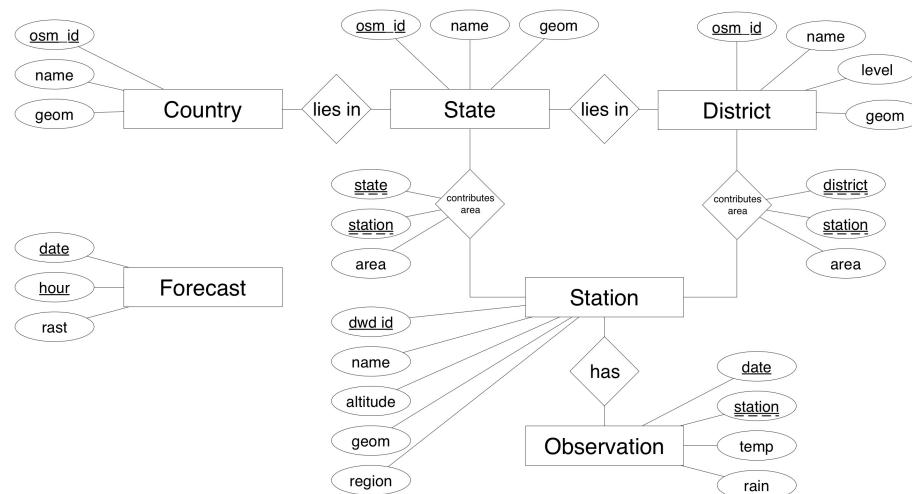 osm_id
name
geom
Country
lies in
osm_id
name
geom
State
lies in
osm_id
name
level
geom
District
state
station
area
contributes
area
contributes
area
district
station
area
date
hour
rast
Forecast
Station
dwd id
name
altitude
geom
region
has
Observation
date
station
temp
rain